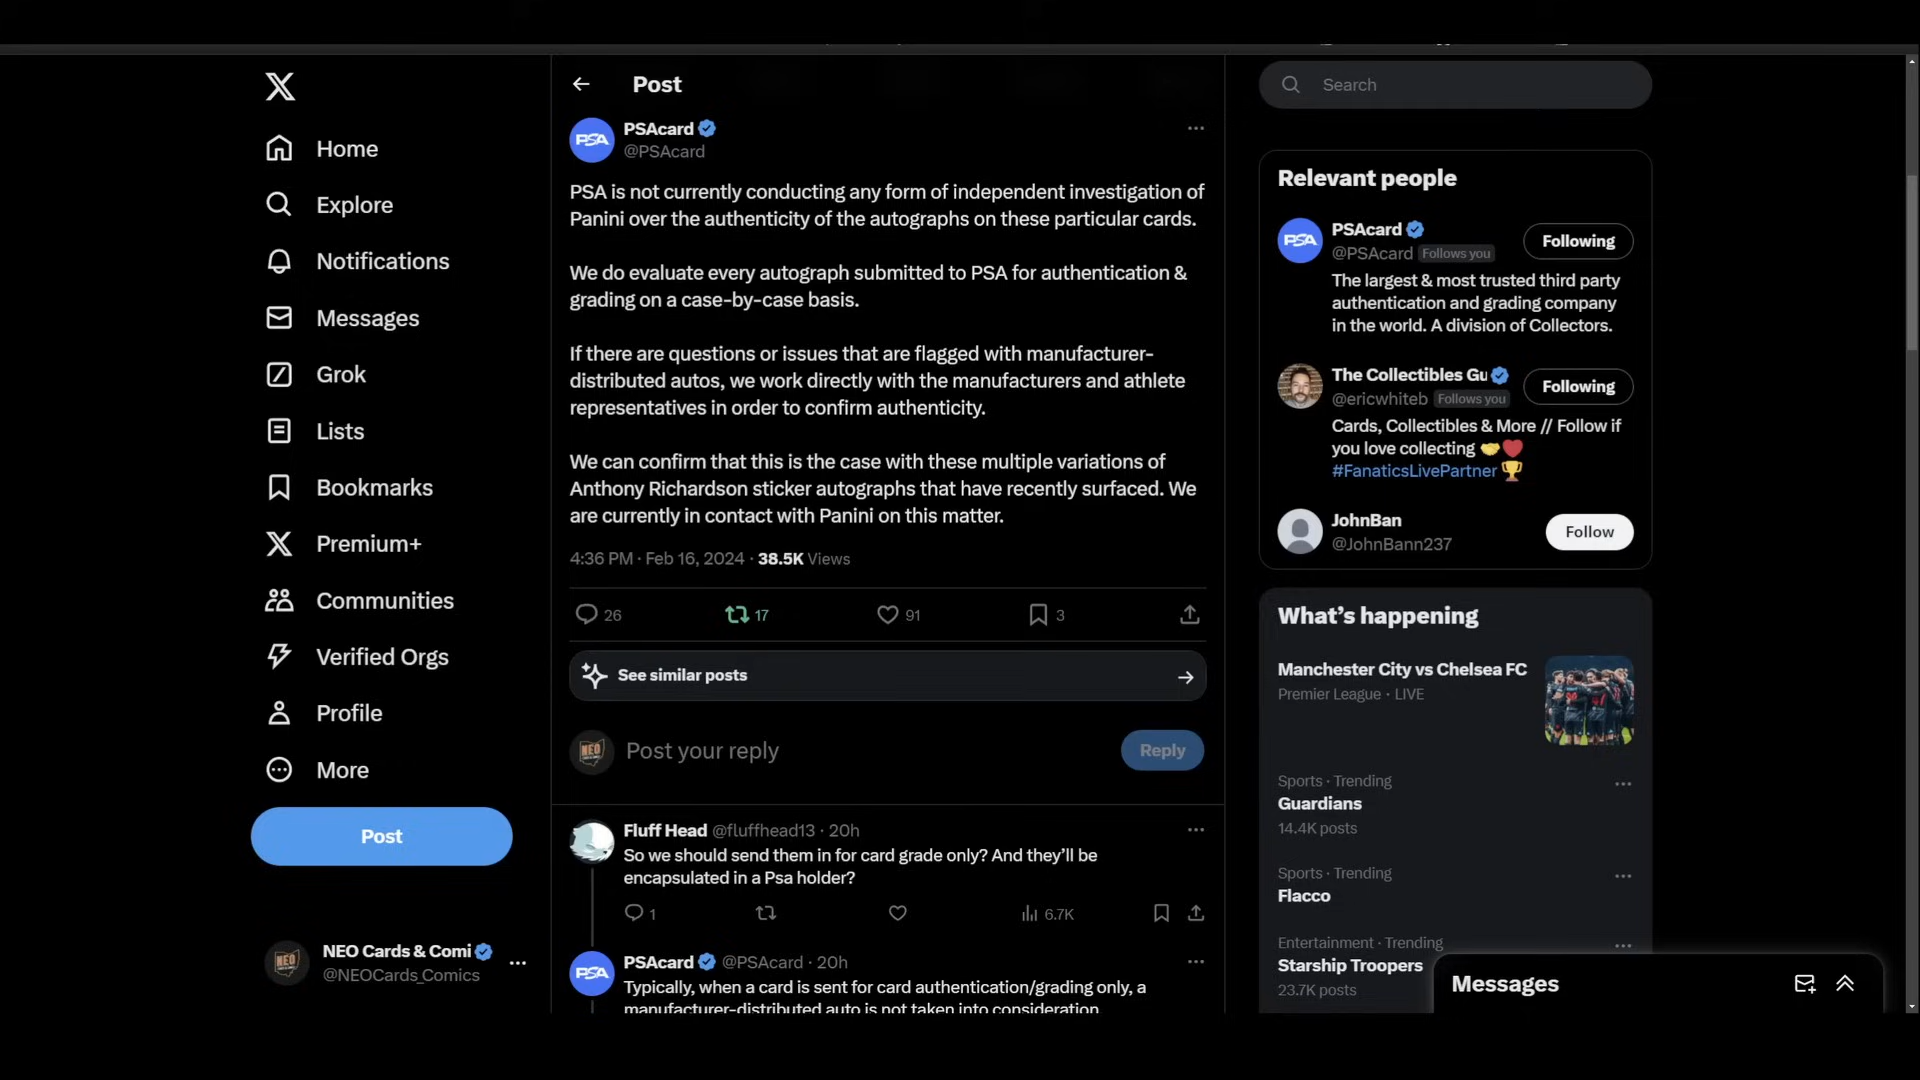 Home
Explore
Notifications
Messages
Grok
Lists
Bookmarks
Premium+
Communities
Verified Orgs
Profile
More
Post
NEO Cards & Comi
@NEOCards_Comics
Post
PSA
PSAcard
@PSAcard
PSA is not currently conducting any form of independent investigation of
Panini over the authenticity of the autographs on these particular cards.
We do evaluate every autograph submitted to PSA for authentication &
grading on a case-by-case basis.
If there are questions or issues that are flagged with manufacturer-
distributed autos, we work directly with the manufacturers and athlete
representatives in order to confirm authenticity.
We can confirm that this is the case with these multiple variations of
Anthony Richardson sticker autographs that have recently surfaced. We
are currently in contact with Panini on this matter.
4:36 PM · Feb 16, 2024 · 38.5K Views
26 17 91 3
See similar posts
NEO
Post your reply
Reply
Fluff Head @fluffhead13 · 20h
So we should send them in for card grade only? And they’ll be
encapsulated in a Psa holder?
1 6.7K
PSA
PSAcard @PSAcard · 20h
Typically, when a card is sent for card authentication/grading only, a
manufacturer-distributed auto is not taken into consideration
Search
Relevant people
PSA
PSAcard
@PSAcard Follows you
Following
The largest & most trusted third party
authentication and grading company
in the world. A division of Collectors.
The Collectibles Gu
@ericwhiteb Follows you
Following
Cards, Collectibles & More // Follow if
you love collecting 🤝❤️
#FanaticsLivePartner 🏆
JohnBan
@JohnBann237
Follow
What’s happening
Manchester City vs Chelsea FC
Premier League · LIVE
Sports · Trending
Guardians
14.4K posts
Sports · Trending
Flacco
Entertainment · Trending
Starship Troopers
23.7K posts
Messages